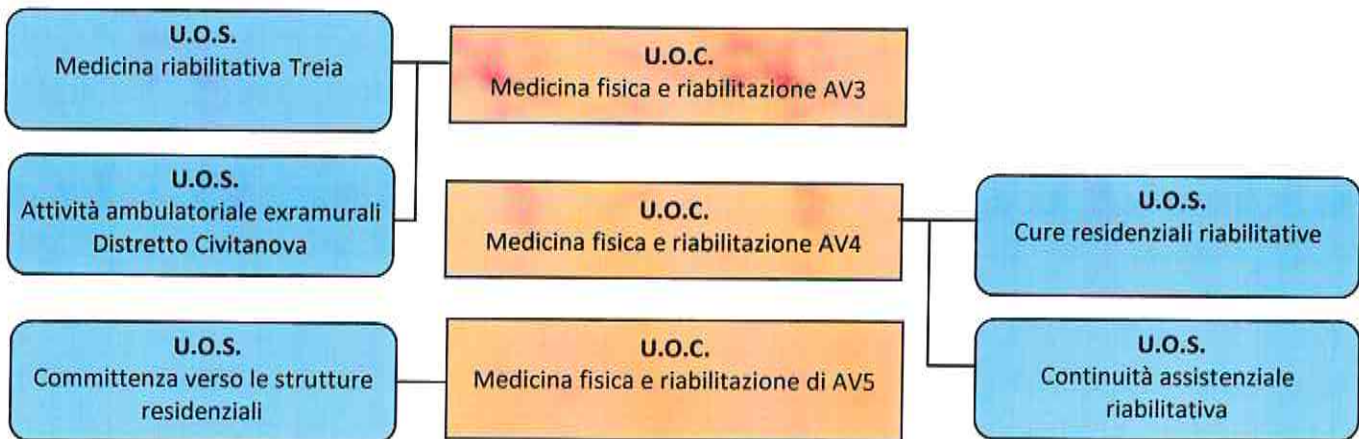 U.O.S.
Medicina riabilitativa Treia
U.O.C.
Medicina fisica e riabilitazione AV3
U.O.S.
Attività ambulatoriale exramurali
Distretto Civitanova
U.O.C.
Medicina fisica e riabilitazione AV4
U.O.S.
Cure residenziali riabilitative
U.O.S.
Committenza verso le strutture
residenziali
U.O.C.
Medicina fisica e riabilitazione di AV5
U.O.S.
Continuità assistenziale
riabilitativa